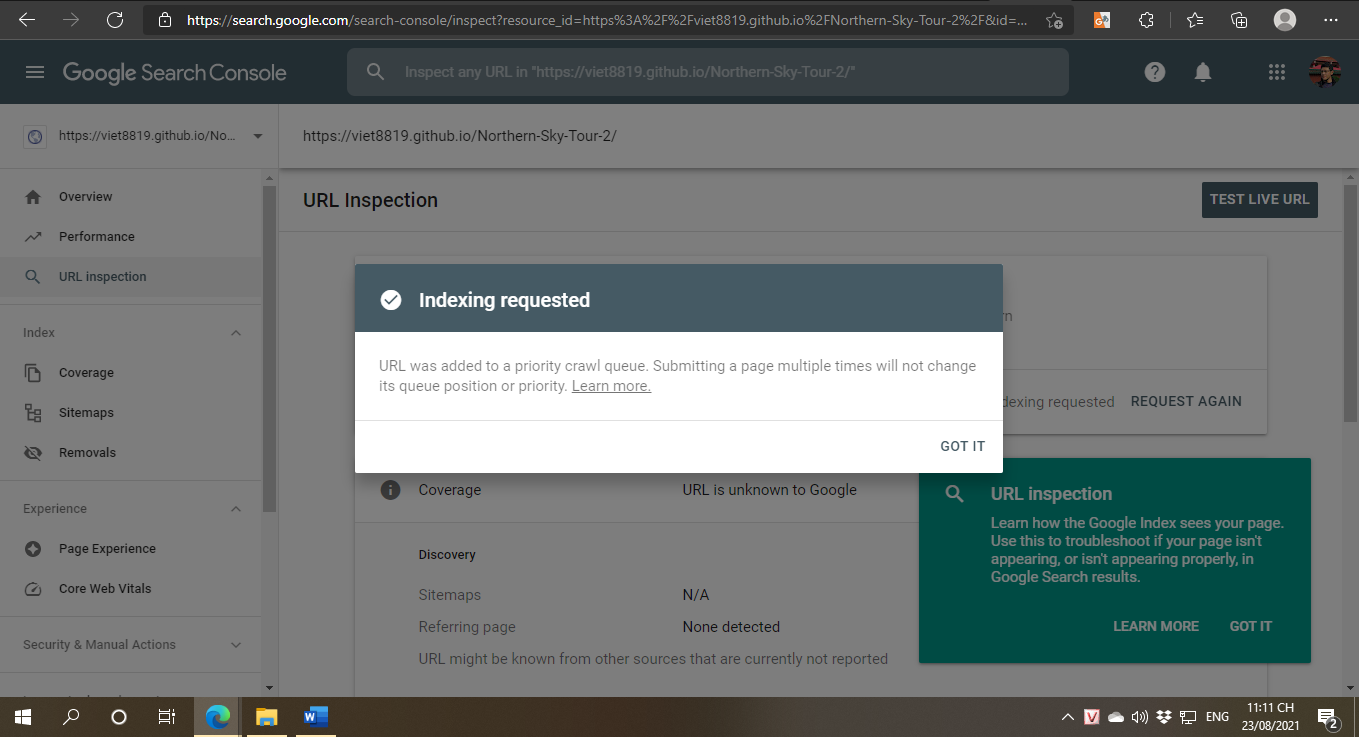 https://search.google.com/search-console/inspect?resource_id=https%3A%2F%2Fviet8819.github.io%2FNorthern-Sky-Tour-2%2F&id=...
Google Search Console
Inspect any URL in "https://viet8819.github.io/Northern-Sky-Tour-2/"
https://viet8819.github.io/No...
https://viet8819.github.io/Northern-Sky-Tour-2/
Overview
Performance
URL inspection
Index
Coverage
Sitemaps
Removals
Experience
Page Experience
Core Web Vitals
Security & Manual Actions
URL Inspection
TEST LIVE URL
Indexing requested
URL was added to a priority crawl queue. Submitting a page multiple times will not change
its queue position or priority. Learn more.
GOT IT
dexing requested
REQUEST AGAIN
Coverage
URL is unknown to Google
Discovery
Sitemaps
N/A
Referring page
None detected
URL might be known from other sources that are currently not reported
URL inspection
Learn how the Google Index sees your page.
Use this to troubleshoot if your page isn't
appearing, or isn't appearing properly, in
Google Search results.
LEARN MORE
GOT IT
ENG
11:11 CH
23/08/2021
2